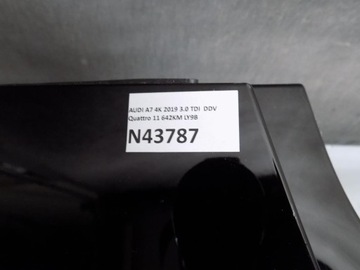 AUDI A7 4K 2019 3.0 TDI DDV
Quattro 11 642KM LY9B
N43787